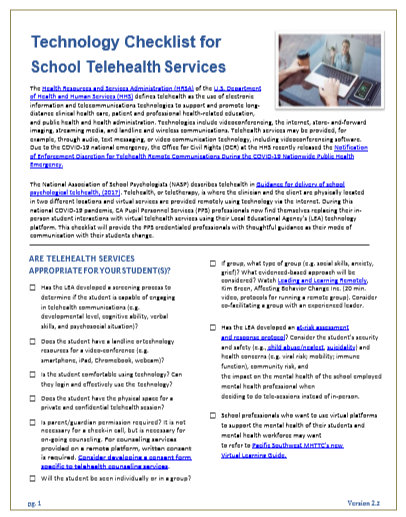 Technology Checklist for
School Telehealth Services
The Health Resources and Services Administration (HRSA) of the U.S. Department
of Health and Human Services (HHS) defines telehealth as the use of electronic
information and telecommunications technologies to support and promote long-
distance clinical health care, patient and professional health-related education,
and public health and health administration. Technologies include videoconferencing, the internet, store-and-forward
imaging, streaming media, and landline and wireless communications. Telehealth services may be provided, for
example, through audio, text messaging, or video communication technology, including videoconferencing software.
Due to the COVID-19 national emergency, the Office for Civil Rights (OCR) at the HHS recently released the Notification
of Enforcement Discretion for Telehealth Remote Communications During the COVID-19 Nationwide Public Health
Emergency.
The National Association of School Psychologists (NASP) describes telehealth in Guidance for delivery of school
psychological telehealth, (2017). Telehealth, or teletherapy, is where the clinician and the client are physically located
in two different locations and virtual services are provided remotely using technology via the internet. During this
national COVID-19 pandemic, CA Pupil Personnel Services (PPS) professionals now find themselves replacing their in-
person student interactions with virtual telehealth services using their Local Educational Agency's (LEA) technology
platform. This checklist will provide the PPS credentialed professionals with thoughtful guidance as their mode of
communication with their students change.
ARE TELEHEALTH SERVICES
APPROPRIATE FOR YOUR STUDENT(S)?
Has the LEA developed a screening process to
determine if the student is capable of engaging
in telehealth communications (e.g.
developmental level, cognitive ability, verbal
skills, and psychosocial situation)?
Does the student have a landline or technology
resources for a video-conference (e.g.
smartphone, iPad, Chromebook, webcam)?
Is the student comfortable using technology? Can
they login and effectively use the technology?
Does the student have the physical space for a
private and confidential telehealth session?
Is parent/guardian permission required? It is not
necessary for a check-in call, but is necessary for
on-going counseling. For counseling services
provided on a remote platform, written consent
is required. Consider developing a consent form
specific to telehealth counseling services.
Will the student be seen individually or in a group?
If group, what type of group (e.g. social skills, anxiety,
grief)? What evidenced-based approach will be
considered? Watch Leading and Learning Remotely,
Kim Breen, Affecting Behavior Change Inc. (20 min.
video, protocols for running a remote group). Consider
co-facilitating a group with an experienced leader.
Has the LEA developed an at-risk assessment
and response protocol? Consider the student's security
and safety (e.g., child abuse/neglect, suicidality) and
health concerns (e.g. viral risk; mobility; immune
function), community risk, and
the impact on the mental health of the school employed
mental health professional when
deciding to do tele-sessions instead of in-person.
School professionals who want to use virtual platforms
to support the mental health of their students and
mental health workforce may want
to refer to Pacific Southwest MHTTC's new
Virtual Learning Guide.
pg. 1
Version 2.2